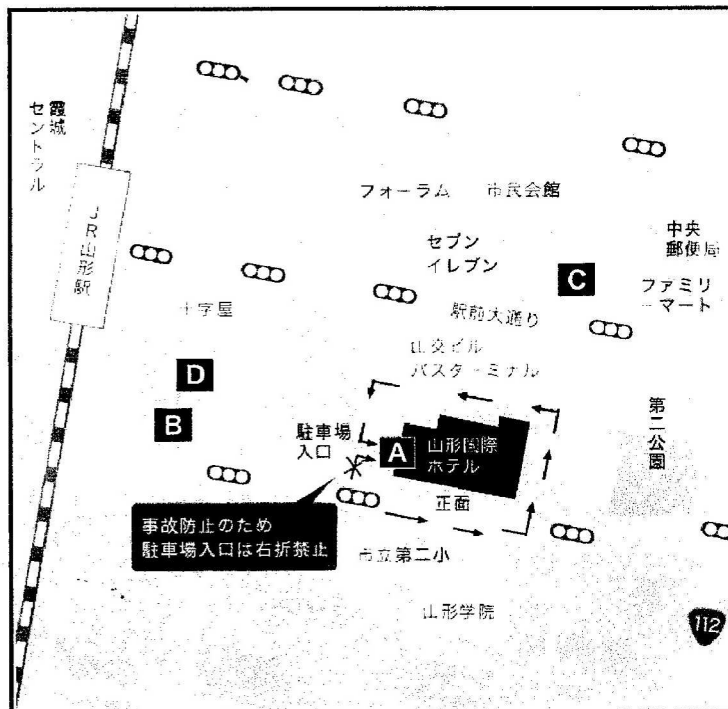 霞城
セントラル
JR山形駅
フォーラム
市民会館
セブン
イレブン
中央
郵便局
ファミリ
ーマート
C
十字屋
駅前大通り
山交ビル
バスターミナル
D
B
駐車場
入口
A
山形国際
ホテル
正面
第二公園
事故防止のため
駐車場入口は右折禁止
市立第二小
山形学院
112